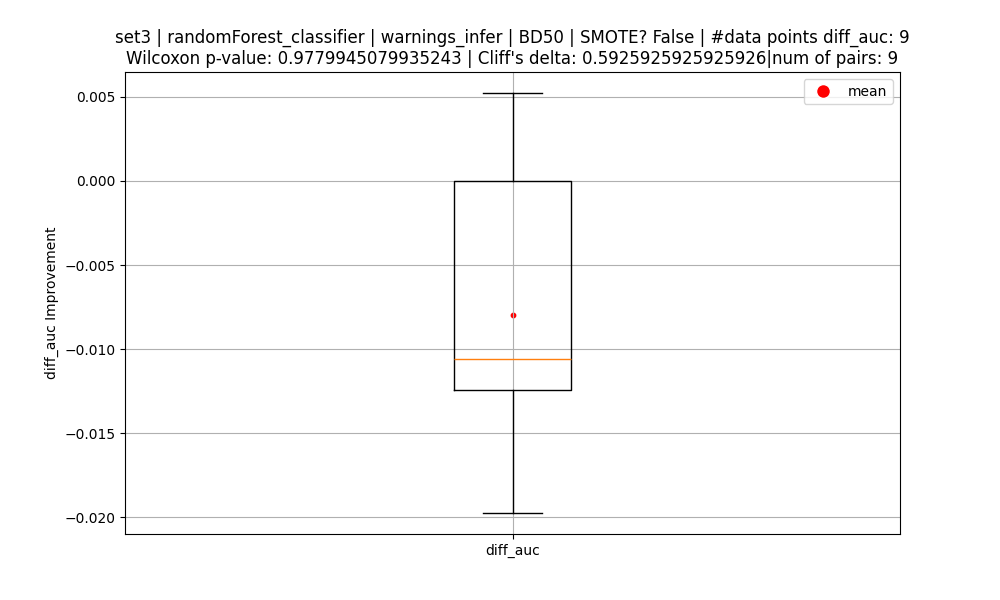 set3 | randomForest_classifier | warnings_infer | BD50 | SMOTE? False | #data points diff_auc: 9
Wilcoxon p-value: 0.9779945079935243 | Cliff's delta: 0.5925925925925926|num of pairs: 9
mean
0.005
0.000
−0.005
−0.010
−0.015
−0.020
diff_auc Improvement
diff_auc